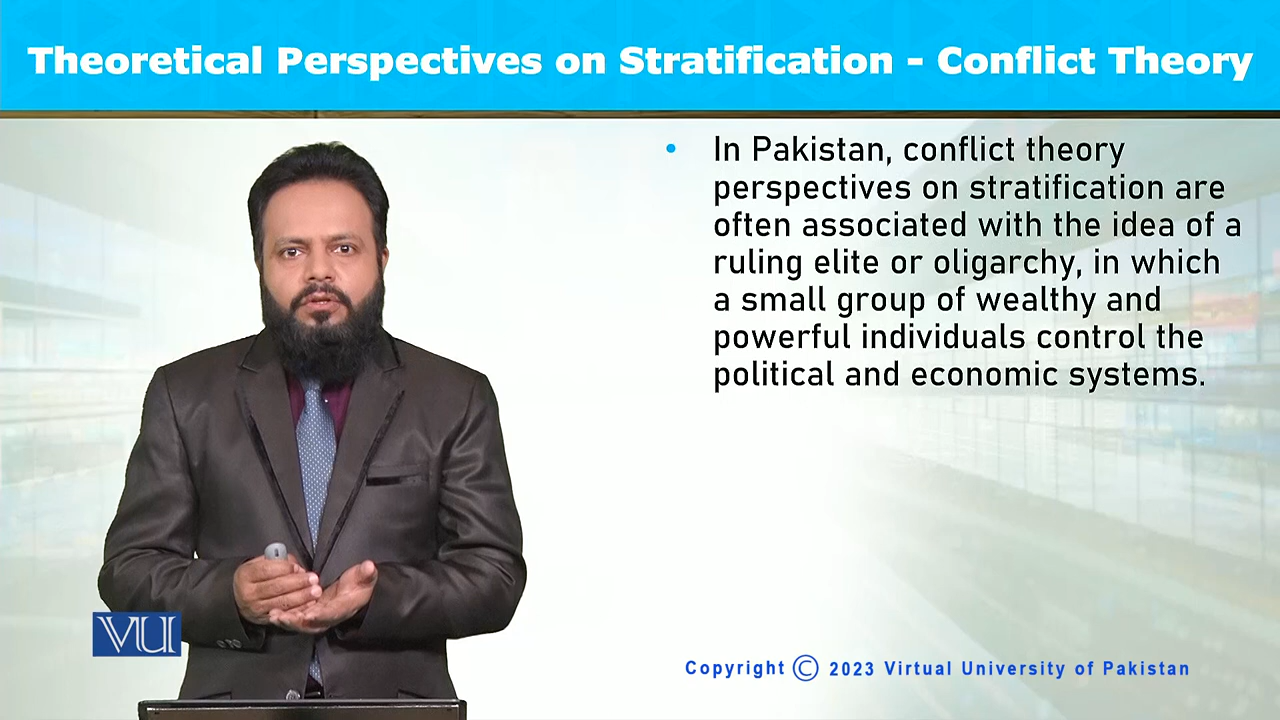 Theoretical Perspectives on Stratification - Conflict Theory
• In Pakistan, conflict theory
perspectives on stratification are
often associated with the idea of a
ruling elite or oligarchy, in which
a small group of wealthy and
powerful individuals control the
political and economic systems.
VU
Copyright © 2023 Virtual University of Pakistan